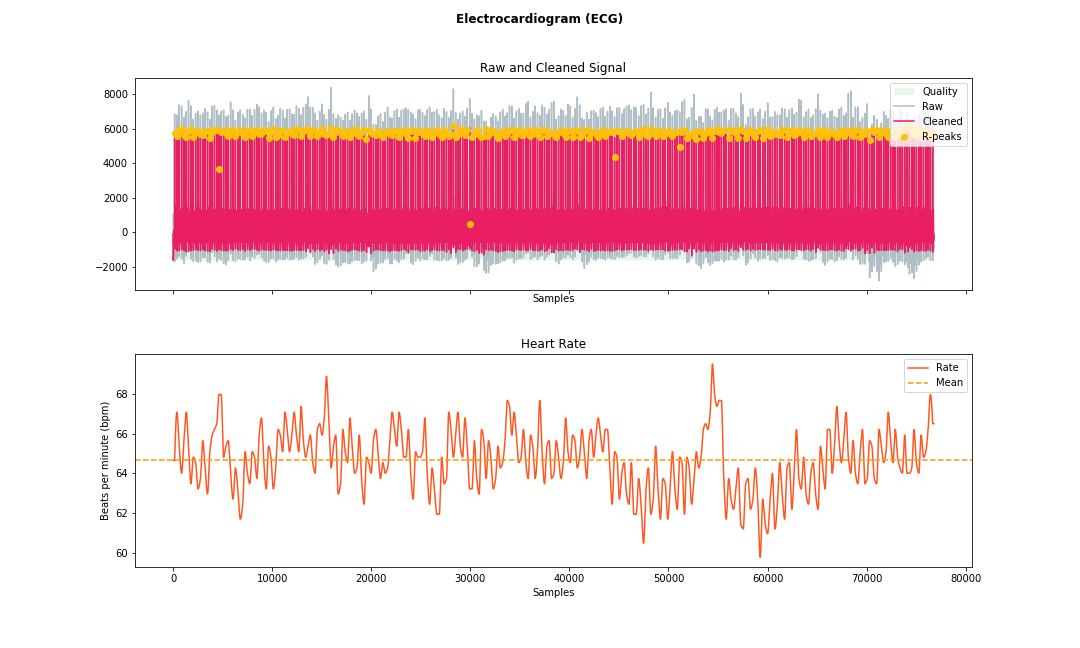 Electrocardiogram (ECG)
Raw and Cleaned Signal
8000
6000
4000
2000
0
−2000
Quality
Raw
Cleaned
R-peaks
Samples
Heart Rate
Beats per minute (bpm)
68
66
64
62
60
Rate
Mean
0
10000
20000
30000
40000
50000
60000
70000
80000
Samples